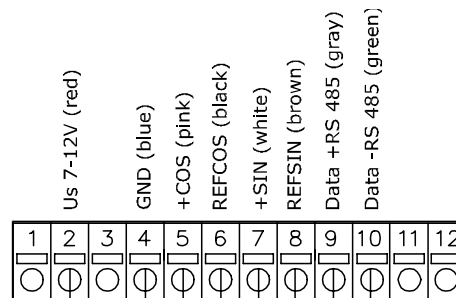 Us 7-12V (red)
GND (blue)
+COS (pink)
REFCOS (black)
+SIN (white)
REFSIN (brown)
Data +RS 485 (gray)
Data -RS 485 (green)
1 2 3 4 5 6 7 8 9 10 11 12